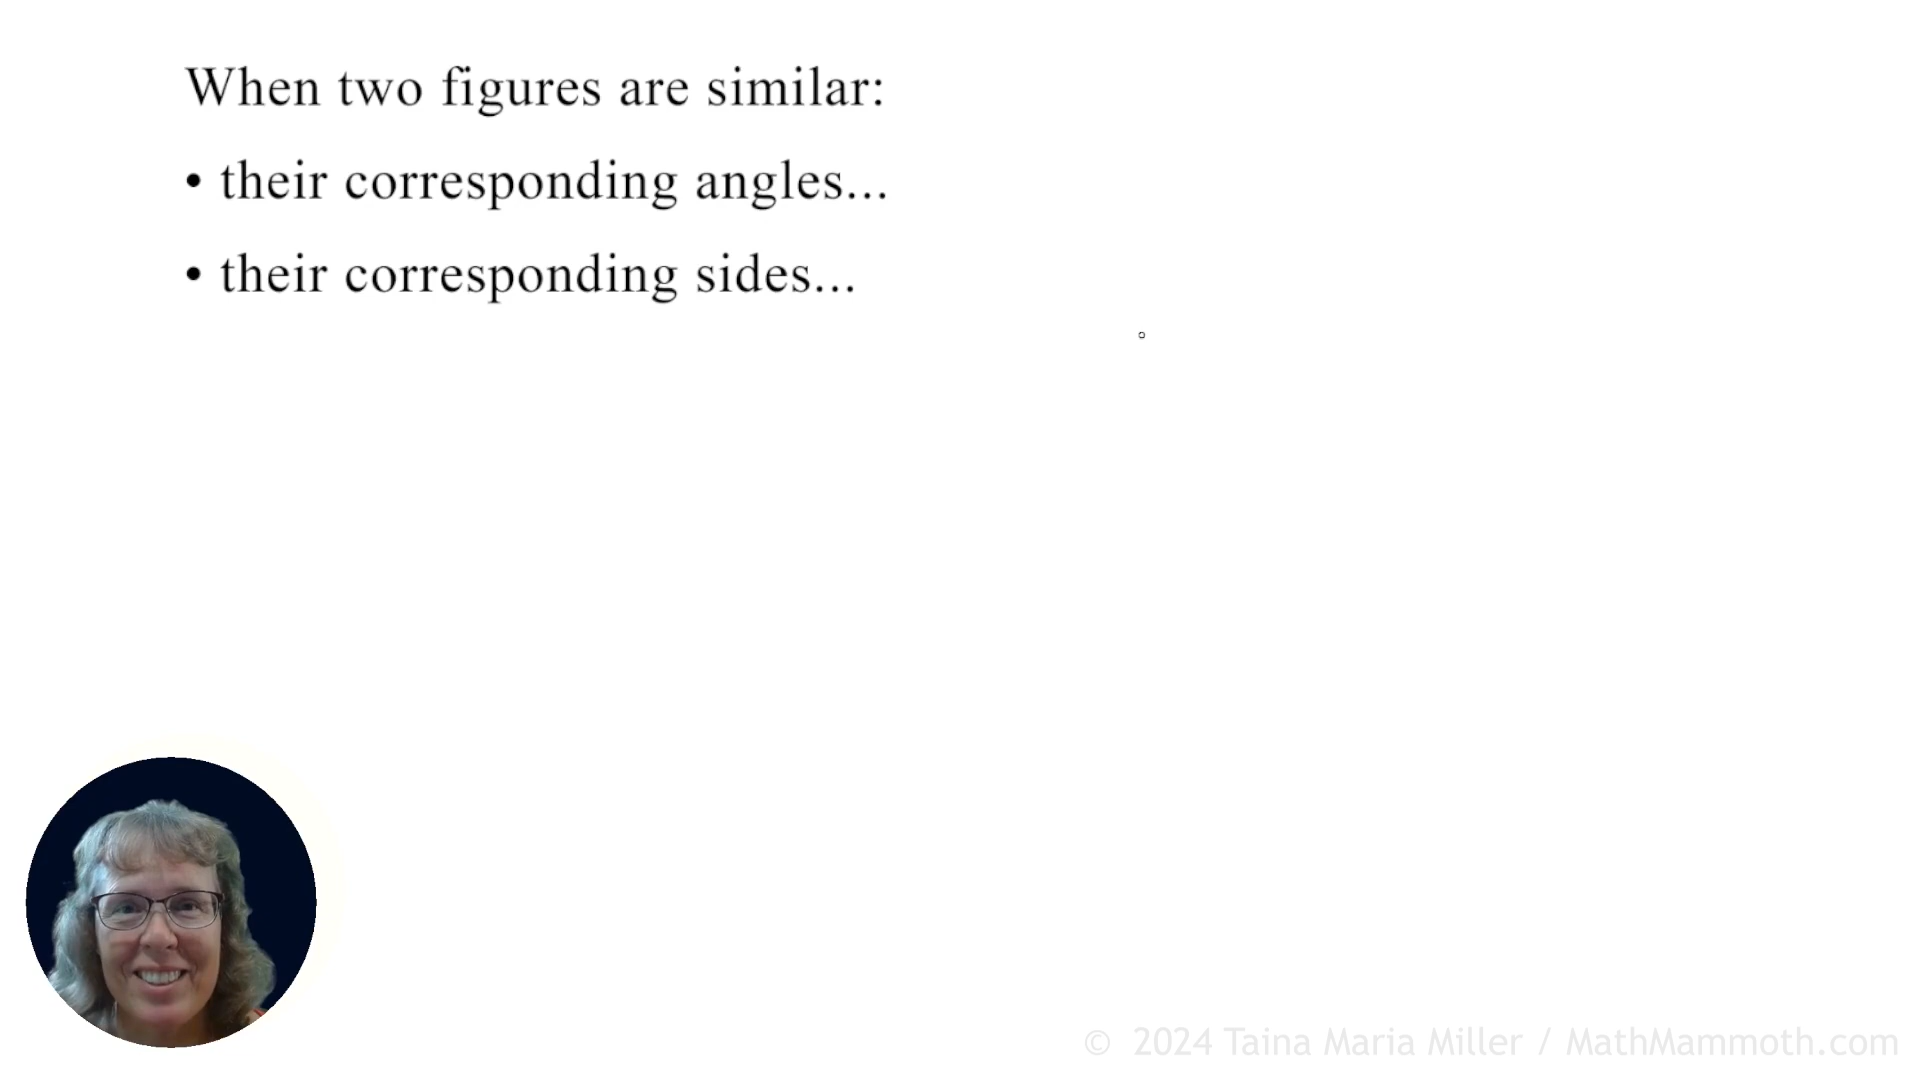 When two figures are similar:
• their corresponding angles...
• their corresponding sides...
© 2024 Taina Maria Miller / MathMammoth.com